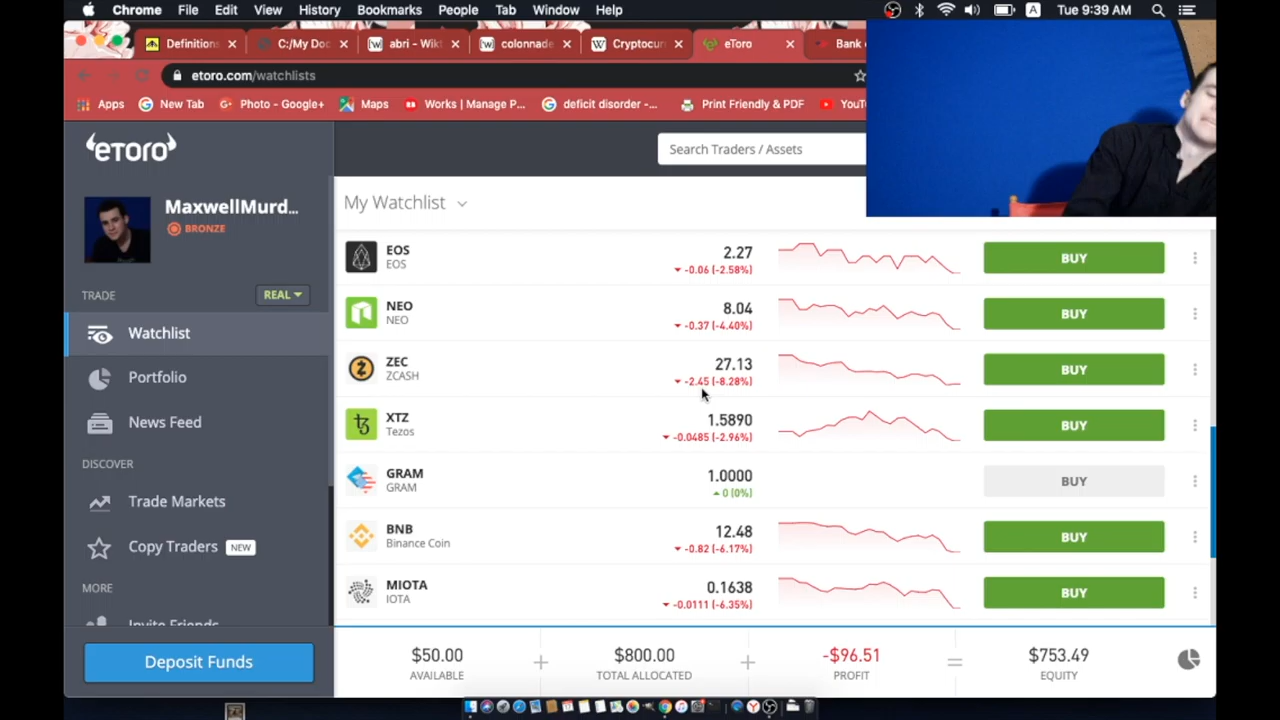 Chrome File Edit View History Bookmarks People Tab Window Help A Tue 9:39 AM
Definitions C:/My Doc abri - Wikt colonnade Cryptocurr eToro Bank o
etoro.com/watchlists
Apps New Tab Photo - Google+ Maps Works | Manage P... deficit disorder -... Print Friendly & PDF YouT
eToro
Search Traders / Assets
MaxwellMurd...
BRONZE
My Watchlist
TRADE REAL
Watchlist
Portfolio
News Feed
DISCOVER
Trade Markets
Copy Traders NEW
MORE
Invite Friends
Deposit Funds
EOS 2.27 BUY
EOS -0.06 (-2.58%)
NEO 8.04 BUY
NEO -0.37 (-4.40%)
ZEC 27.13 BUY
ZCASH -2.45 (-8.28%)
XTZ 1.5890 BUY
Tezos -0.0485 (-2.96%)
GRAM 1.0000 BUY
GRAM 0 (0%)
BNB 12.48 BUY
Binance Coin -0.82 (-6.17%)
MIOTA 0.1638 BUY
IOTA -0.0111 (-6.35%)
$50.00 + $800.00 + -$96.51 = $753.49
AVAILABLE TOTAL ALLOCATED PROFIT EQUITY